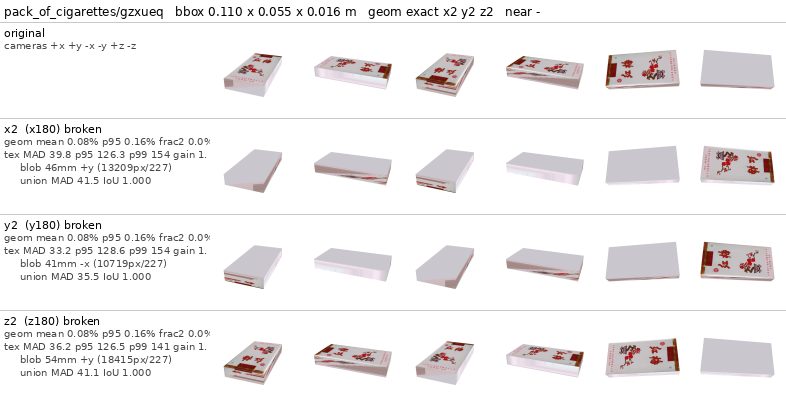 pack_of_cigarettes/gzxueq bbox 0.110 x 0.055 x 0.016 m geom exact x2 y2 z2 near -
original
cameras +x +y -x -y +z -z
x2 (x180) broken
geom mean 0.08% p95 0.16% frac2 0.0%
tex MAD 39.8 p95 126.3 p99 154 gain 1.
blob 46mm +y (13209px/227)
union MAD 41.5 IoU 1.000
y2 (y180) broken
geom mean 0.08% p95 0.16% frac2 0.0%
tex MAD 33.2 p95 128.6 p99 154 gain 1.
blob 41mm -x (10719px/227)
union MAD 35.5 IoU 1.000
z2 (z180) broken
geom mean 0.08% p95 0.16% frac2 0.0%
tex MAD 36.2 p95 126.5 p99 141 gain 1.
blob 54mm +y (18415px/227)
union MAD 41.1 IoU 1.000